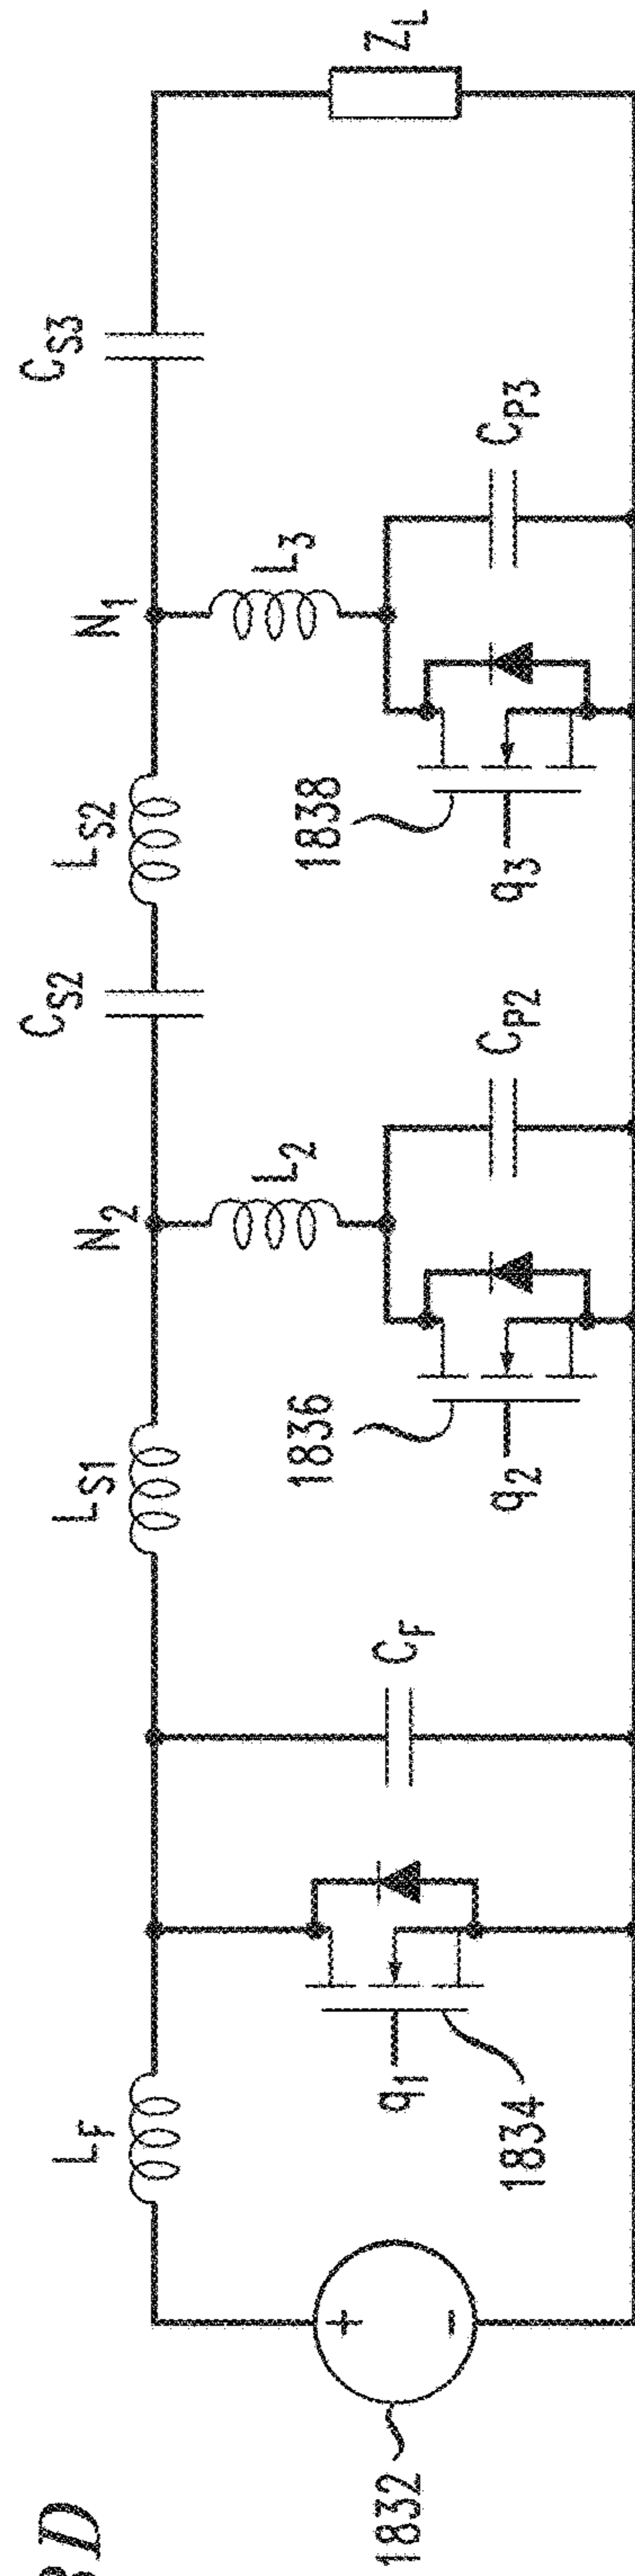 L_F
L_S1
N_2
C_S2
L_S2
N_1
C_S3
1832
+
-
q_1
1834
C_F
1836
q_2
L_2
C_P2
1838
q_3
L_3
C_P3
Z_L